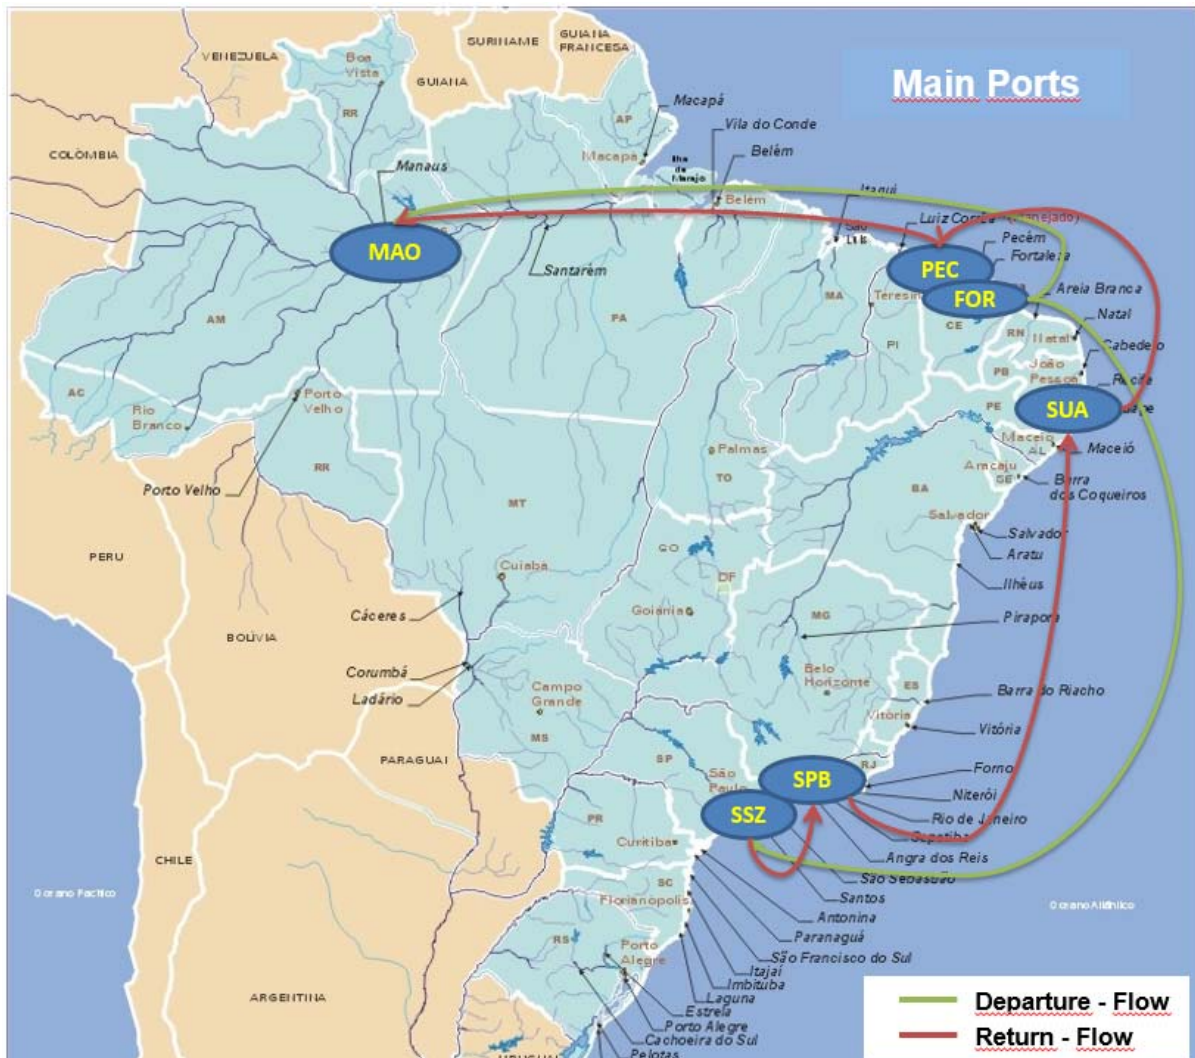 Main Ports
VENEZUELA
SURINAME
GUIANA
FRANCESA
GUIANA
COLÔMBIA
Boa
Vista
RR
AP
Macapá
Macapá
Vila do Conde
Belém
Ilha
de
Marajó
Belém
Manaus
MAO
Santarém
Itaqui
São
Luís
Luiz Corrêa (Planejado)
PEC
Pecém
Fortaleza
FOR
Areia Branca
Natal
Cabedelo
Recife
AM
PA
MA
CE
RN
Natal
PI
PB
João
Pessoa
PE
SUA
AC
Rio
Branco
Porto
Velho
Porto Velho
RR
Palmas
TO
Maceió
AL
Maceió
Aracaju
SE
Barra
dos Coqueiros
BA
Salvador
Salvador
Aratu
Ilhéus
MT
PERU
GO
DF
Cuiabá
Goiânia
Cáceres
BOLÍVIA
MG
Pirapora
Corumbá
Ladário
Campo
Grande
MS
Belo
Horizonte
ES
Barra do Riacho
Vitória
Vitória
PARAGUAI
SP
São
Paulo
SPB
RJ
Forno
Niterói
Rio de Janeiro
SSZ
PR
Curitiba
Angra dos Reis
São Sebastião
Santos
Antonina
Paranaguá
São Francisco do Sul
CHILE
SC
Florianópolis
Itajaí
Imbituba
Laguna
Oceano Pacífico
Oceano Atlântico
RS
Porto
Alegre
Estrela
Porto Alegre
Cachoeira do Sul
Pelotas
ARGENTINA
URUGUAI
Departure - Flow
Return - Flow